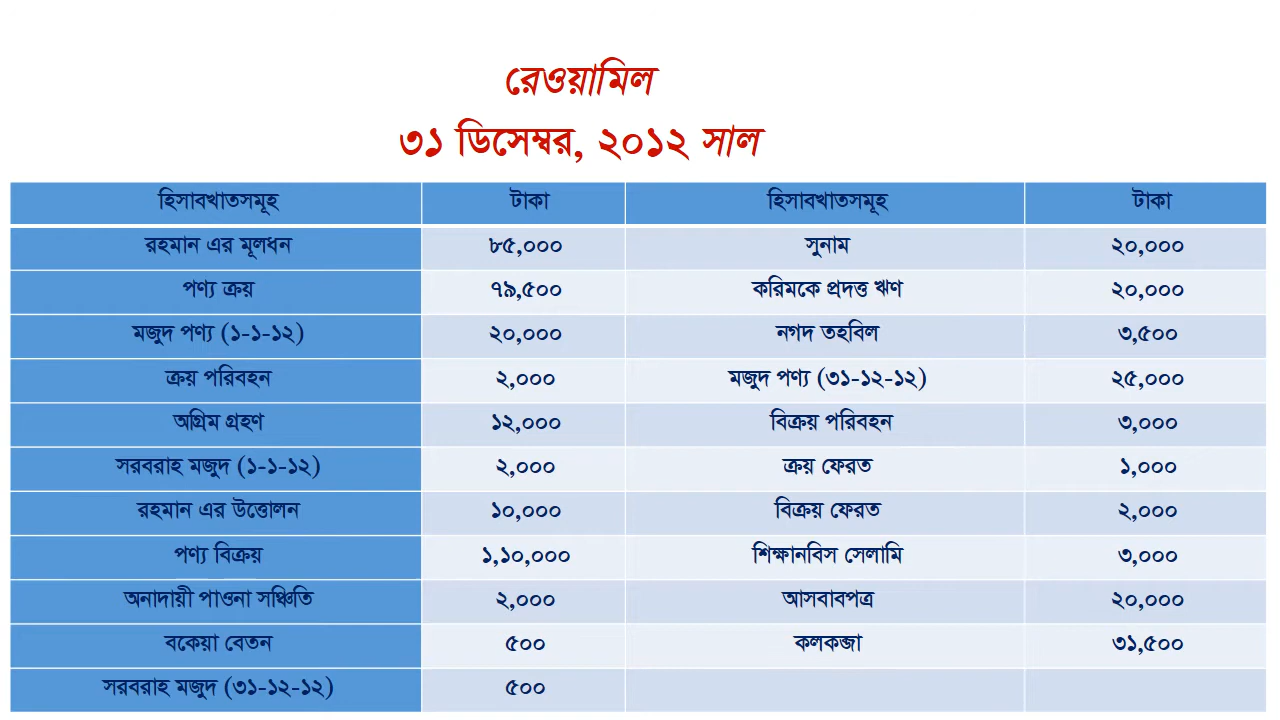 রেওয়ামিল
৩১ ডিসেম্বর, ২০১২ সাল
হিসাবখাতসমূহ টাকা হিসাবখাতসমূহ টাকা
রহমান এর মূলধন ৮৫,০০০ সুনাম ২০,০০০
পণ্য ক্রয় ৭৯,৫০০ করিমকে প্রদত্ত ঋণ ২০,০০০
মজুদ পণ্য (১-১-১২) ২০,০০০ নগদ তহবিল ৩,৫০০
ক্রয় পরিবহন ২,০০০ মজুদ পণ্য (৩১-১২-১২) ২৫,০০০
অগ্রিম গ্রহণ ১২,০০০ বিক্রয় পরিবহন ৩,০০০
সরবরাহ মজুদ (১-১-১২) ২,০০০ ক্রয় ফেরত ১,০০০
রহমান এর উত্তোলন ১০,০০০ বিক্রয় ফেরত ২,০০০
পণ্য বিক্রয় ১,১০,০০০ শিক্ষানবিস সেলামি ৩,০০০
অনাদায়ী পাওনা সঞ্চিতি ২,০০০ আসবাবপত্র ২০,০০০
বকেয়া বেতন ৫০০ কলকব্জা ৩১,৫০০
সরবরাহ মজুদ (৩১-১২-১২) ৫০০